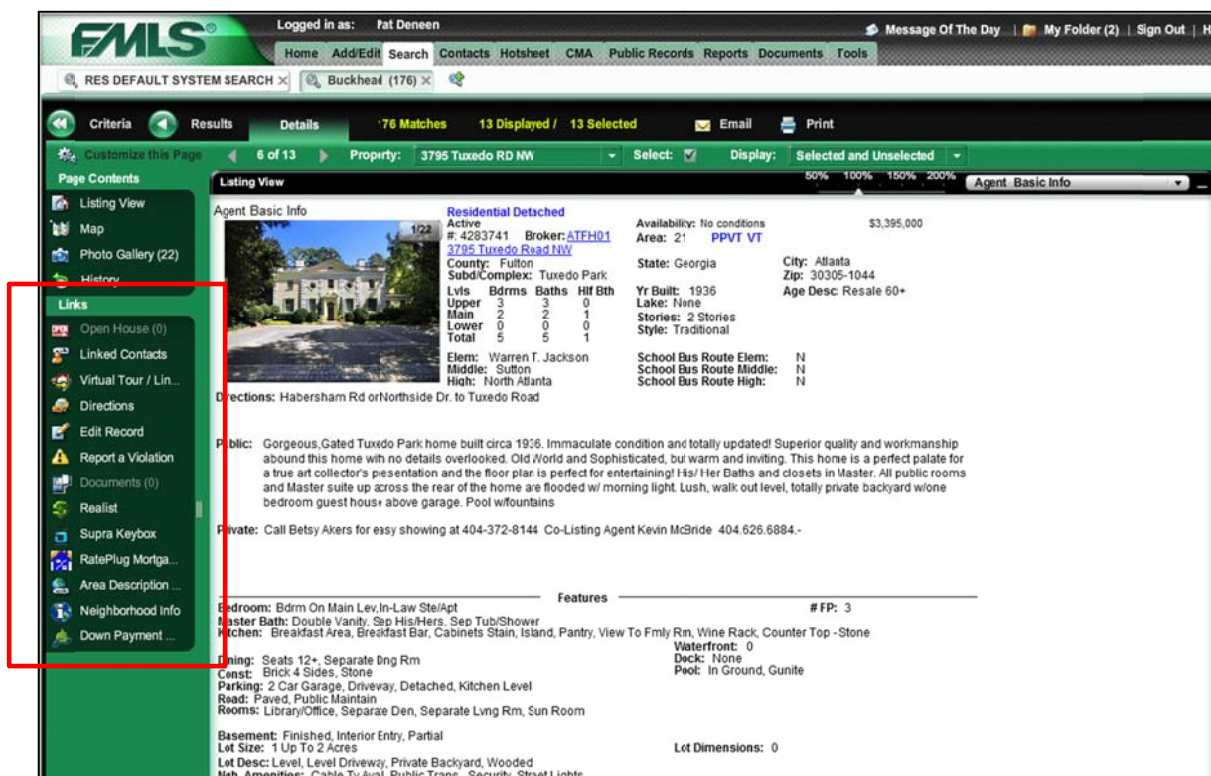 FMLS®
Logged in as: Pat Deneen
Message Of The Day | My Folder (2) | Sign Out | H
Home Add/Edit Search Contacts Hotsheet CMA Public Records Reports Documents Tools
RES DEFAULT SYSTEM SEARCH × Buckhead (176) ×
Criteria Results Details 176 Matches 13 Displayed / 13 Selected Email Print
Customize this Page 6 of 13 Property: 3795 Tuxedo RD NW Select: Display: Selected and Unselected
Page Contents
Listing View
Map
Photo Gallery (22)
History
Links
Open House (0)
Linked Contacts
Virtual Tour / Lin...
Directions
Edit Record
Report a Violation
Documents (0)
Realist
Supra Keybox
RatePlug Mortga...
Area Description ...
Neighborhood Info
Down Payment ...
Listing View 50% 100% 150% 200% Agent Basic Info
Agent Basic Info
1/22
Residential Detached
Active Availability: No conditions $3,395,000
#: 4283741 Broker: ATFH01 Area: 21 PPVT VT
3795 Tuxedo Road NW
County: Fulton State: Georgia City: Atlanta
Subd/Complex: Tuxedo Park Zip: 30305-1044
Lvls Bdrms Baths Hlf Bth Yr Built: 1936 Age Desc: Resale 60+
Upper 3 3 0 Lake: None
Main 2 2 1 Stories: 2 Stories
Lower 0 0 0 Style: Traditional
Total 5 5 1
Elem: Warren T. Jackson School Bus Route Elem: N
Middle: Sutton School Bus Route Middle: N
High: North Atlanta School Bus Route High: N
Directions: Habersham Rd orNorthside Dr. to Tuxedo Road
Public: Gorgeous,Gated Tuxedo Park home built circa 1936. Immaculate condition and totally updated! Superior quality and workmanship
abound this home with no details overlooked. Old World and Sophisticated, but warm and inviting. This home is a perfect palate for
a true art collector's presentation and the floor plan is perfect for entertaining! His/ Her Baths and closets in Master. All public rooms
and Master suite up across the rear of the home are flooded w/ morning light. Lush, walk out level, totally private backyard w/one
bedroom guest house above garage. Pool w/fountains
Private: Call Betsy Akers for easy showing at 404-372-8144 Co-Listing Agent Kevin McBride 404.626.6884.-
Features
Bedroom: Bdrm On Main Lev,In-Law Ste/Apt # FP: 3
Master Bath: Double Vanity, Sep His/Hers, Sep Tub/Shower
Kitchen: Breakfast Area, Breakfast Bar, Cabinets Stain, Island, Pantry, View To Fmly Rm, Wine Rack, Counter Top -Stone
Waterfront: 0
Dining: Seats 12+, Separate Dng Rm Dock: None
Const: Brick 4 Sides, Stone Pool: In Ground, Gunite
Parking: 2 Car Garage, Driveway, Detached, Kitchen Level
Road: Paved, Public Maintain
Rooms: Library/Office, Separate Den, Separate Lvng Rm, Sun Room
Basement: Finished, Interior Entry, Partial
Lot Size: 1 Up To 2 Acres Lot Dimensions: 0
Lot Desc: Level, Level Driveway, Private Backyard, Wooded
Nbh. Amenities: Cable Tv Aval, Public Trans., Security, Street Lights